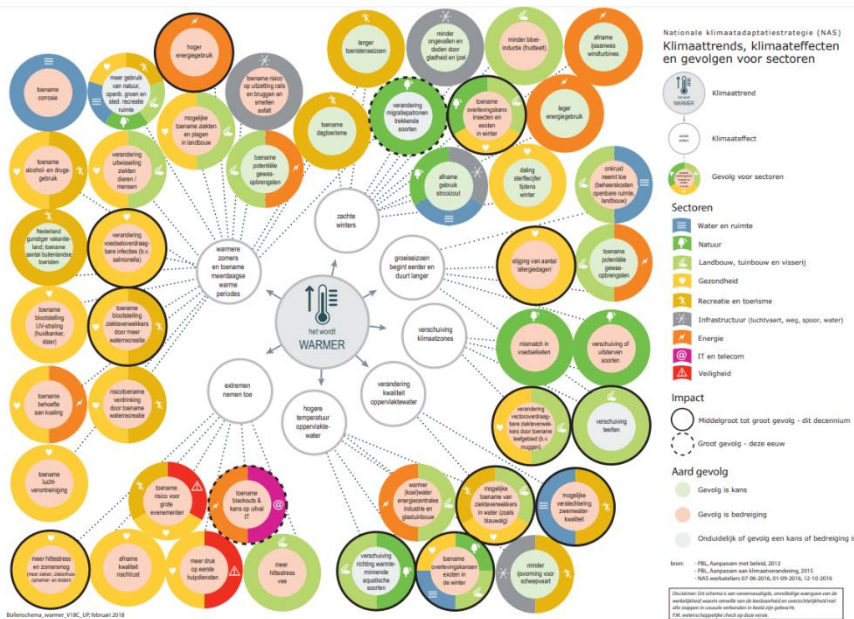 Nationale klimaatadaptatiestrategie (NAS)
Klimaattrends, klimaateffecten
en gevolgen voor sectoren
het wordt
WARMER
Klimaattrend
zachte
winters
Klimaateffect
Gevolg voor sectoren
Sectoren
Water en ruimte
Natuur
Landbouw, tuinbouw en visserij
Gezondheid
Recreatie en toerisme
Infrastructuur (luchtvaart, weg, spoor, water)
Energie
@ IT en telecom
Veiligheid
Impact
Middelgroot tot groot gevolg - dit decennium
Groot gevolg - deze eeuw
Aard gevolg
Gevolg is kans
Gevolg is bedreiging
Onduidelijk of gevolg een kans of bedreiging is
bron:
- PBL, Aanpassen met beleid, 2013
- PBL, Aanpassen aan klimaatverandering, 2015
- NAS werkateliers 07-06-2016, 01-09-2016, 12-10-2016
het wordt
WARMER
warmere
zomers
en toename
meerdaagse
warme
periodes
zachte
winters
groeiseizoen
begint eerder en
duurt langer
verschuiving
klimaatzones
verandering
kwaliteit
oppervlaktewater
hogere
temperatuur
oppervlakte-
water
extremen
nemen toe
toename
corrosie
meer gebruik
van natuur,
openb. groen en
sted. recreatie
ruimte
hoger
energiegebruik
toename risico
op uitzetting rails
en bruggen en
smelten
asfalt
langer
toeristenseizoen
minder
ongevallen en
doden door
gladheid en ijzel
minder bloei-
inductie (fruitteelt)
afname
ijsaanwas
windturbines
toename
alcohol- en drugs-
gebruik
verandering
uitwisseling
ziekten
dieren /
mensen
mogelijke
toename ziekten
en plagen
in landbouw
toename
potentiële
gewas-
opbrengsten
toename
dagtoerisme
verandering
migratiepatronen
trekkende
soorten
toename
overlevingskans
insecten en
exoten
in winter
lager
energiegebruik
afname
gebruik
strooizout
daling
sterftecijfer
tijdens
winter
onkruid
neemt toe
(beheerskosten
openbare ruimte,
landbouw)
Nederland
gunstiger vakantie-
land; toename
aantal buitenlandse
toeristen
verandering
voedseloverdraag-
bare infecties (b.v.
salmonella)
stijging van aantal
allergiedagen'
toename
potentiële
gewas-
opbrengsten
toename
blootstelling
UV-straling
(huidkanker,
staar)
toename
blootstelling
ziekteverwekkers
door meer
waterrecreatie
mismatch in
voedselketen
verschuiving of
uitsterven
soorten
toename
behoefte
aan koeling
risicotoename
verdrinking
door toename
waterrecreatie
verandering
vectoroverdraag-
bare ziekteverwek-
kers door toename
leefgebied (b.v.
muggen)
verschuiving
teelten
toename
lucht-
verontreiniging
toename
risico voor
grote
evenementen
toename
blackouts &
kans op uitval
IT
warmer
(koel)water
energiecentrales
industrie en
glastuinbouw
mogelijke
toename van
ziekteverwekkers
in water (zoals
blauwalg)
mogelijke
verslechtering
zwemwater-
kwaliteit
meer hittestress
en zomersmog
afname
kwaliteit
nachtrust
meer druk
op eerste
hulpdiensten
meer
hittestress
vee
verschuiving
richting warmte-
minnende
aquatische
soorten
toename
overlevingskansen
exoten in
de winter
minder
ijsvorming voor
scheepvaart
Bollenschema_warmer_V18C_UP, februari 2018